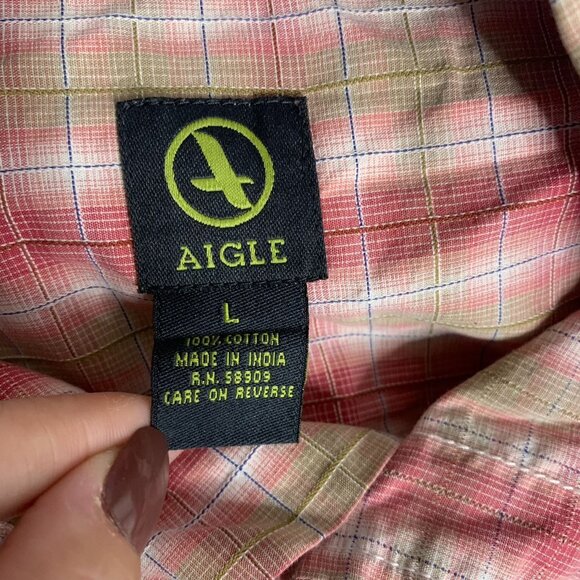 AIGLE
L
100% COTTON
MADE IN INDIA
R.N. 58909
CARE ON REVERSE